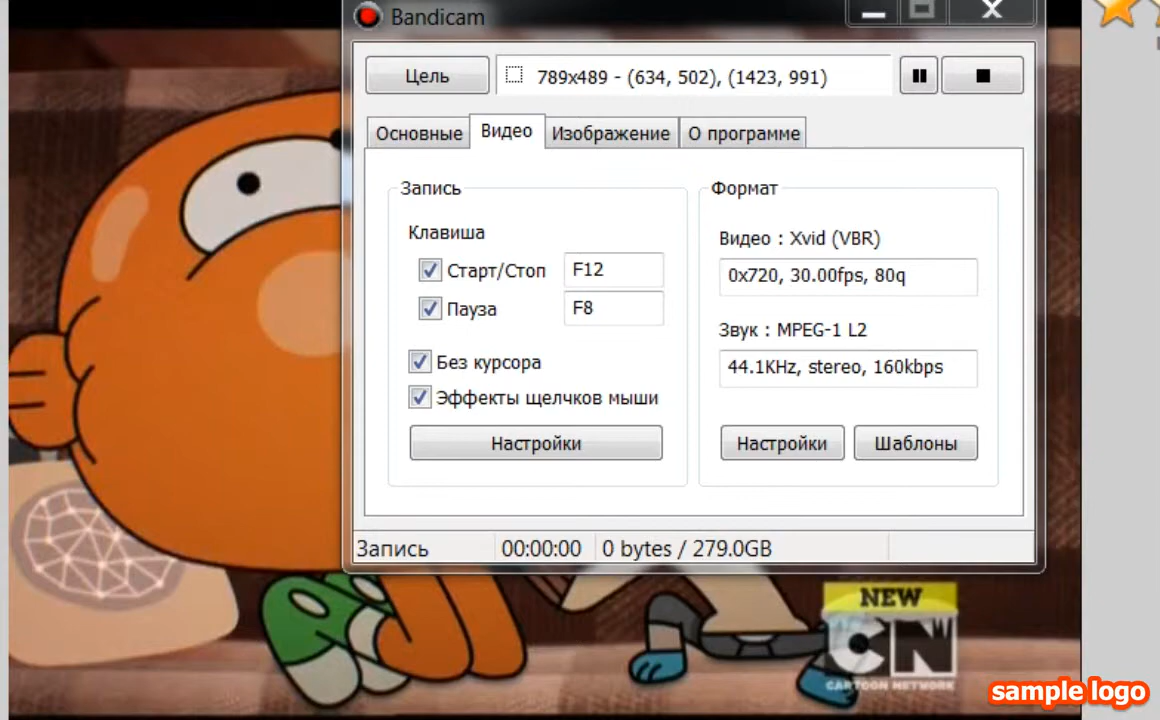 Bandicam
Цель
789x489 - (634, 502), (1423, 991)
Основные
Видео
Изображение
О программе
Запись
Клавиша
Старт/Стоп
F12
Пауза
F8
Без курсора
Эффекты щелчков мыши
Настройки
Формат
Видео : Xvid (VBR)
0x720, 30.00fps, 80q
Звук : MPEG-1 L2
44.1KHz, stereo, 160kbps
Настройки
Шаблоны
Запись
00:00:00
0 bytes / 279.0GB
NEW
CN
CARTOON NETWORK
sample logo